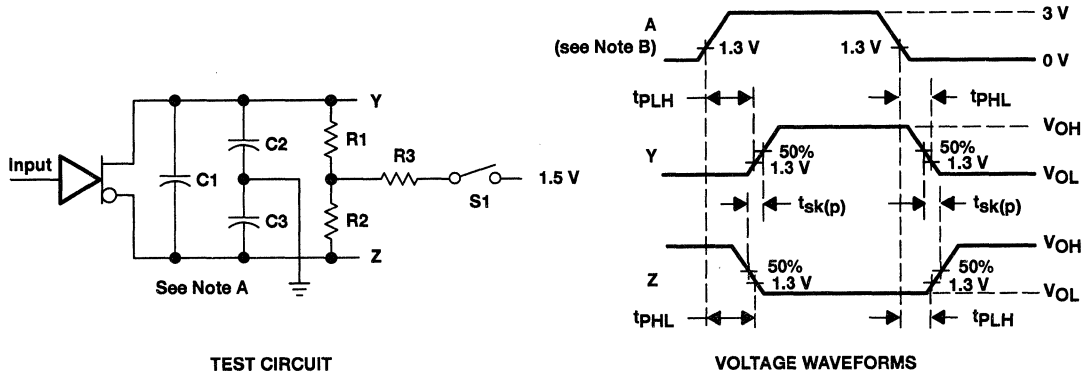 Input
C1
C2
C3
Y
R1
R2
R3
S1
1.5 V
Z
See Note A
TEST CIRCUIT
A
(see Note B)
1.3 V
1.3 V
3 V
0 V
tPLH
tPHL
Y
50%
1.3 V
50%
1.3 V
VOH
VOL
tsk(p)
tsk(p)
Z
50%
1.3 V
50%
1.3 V
VOH
VOL
tPHL
tPLH
VOLTAGE WAVEFORMS